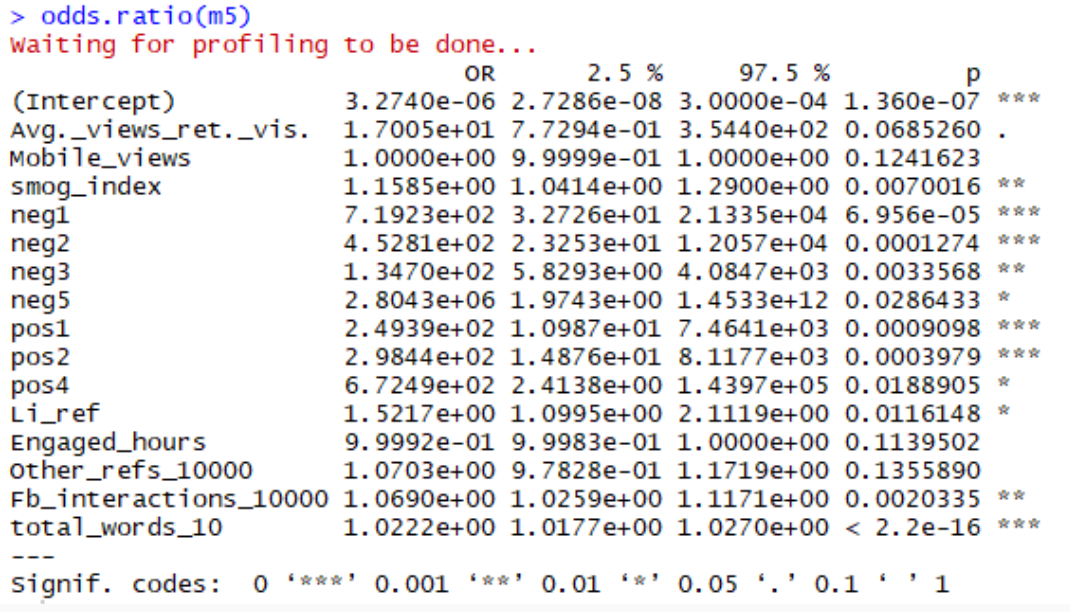 > odds.ratio(m5)
Waiting for profiling to be done...
OR 2.5 % 97.5 % p
(Intercept) 3.2740e-06 2.7286e-08 3.0000e-04 1.360e-07 ***
Avg._views_ret._vis. 1.7005e+01 7.7294e-01 3.5440e+02 0.0685260 .
Mobile_views 1.0000e+00 9.9999e-01 1.0000e+00 0.1241623
smog_index 1.1585e+00 1.0414e+00 1.2900e+00 0.0070016 **
neg1 7.1923e+02 3.2726e+01 2.1335e+04 6.956e-05 ***
neg2 4.5281e+02 2.3253e+01 1.2057e+04 0.0001274 ***
neg3 1.3470e+02 5.8293e+00 4.0847e+03 0.0033568 **
neg5 2.8043e+06 1.9743e+00 1.4533e+12 0.0286433 *
pos1 2.4939e+02 1.0987e+01 7.4641e+03 0.0009098 ***
pos2 2.9844e+02 1.4876e+01 8.1177e+03 0.0003979 ***
pos4 6.7249e+02 2.4138e+00 1.4397e+05 0.0188905 *
Li_ref 1.5217e+00 1.0995e+00 2.1119e+00 0.0116148 *
Engaged_hours 9.9992e-01 9.9983e-01 1.0000e+00 0.1139502
Other_refs_10000 1.0703e+00 9.7828e-01 1.1719e+00 0.1355890
Fb_interactions_10000 1.0690e+00 1.0259e+00 1.1171e+00 0.0020335 **
total_words_10 1.0222e+00 1.0177e+00 1.0270e+00 < 2.2e-16 ***
---
Signif. codes: 0 ‘***’ 0.001 ‘**’ 0.01 ‘*’ 0.05 ‘.’ 0.1 ‘ ’ 1